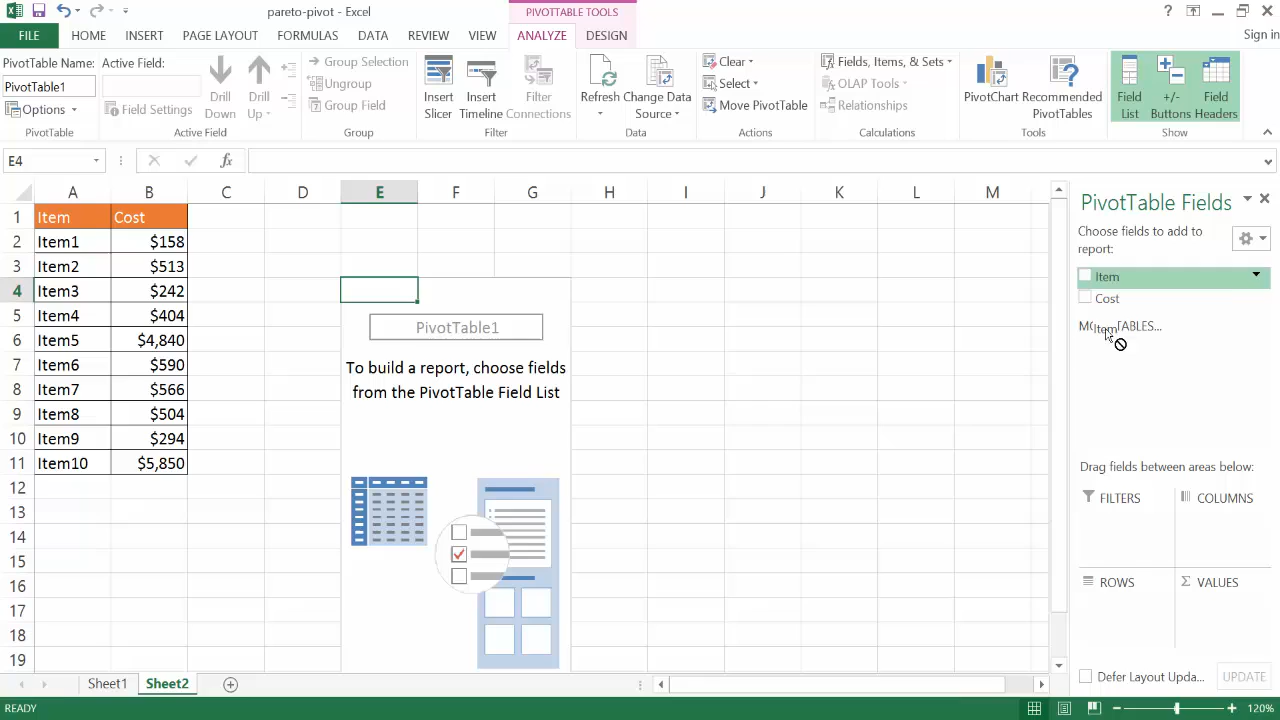 pareto-pivot - Excel
PIVOTTABLE TOOLS
?
FILE
HOME
INSERT
PAGE LAYOUT
FORMULAS
DATA
REVIEW
VIEW
ANALYZE
DESIGN
Sign in
PivotTable Name:
PivotTable1
Options
PivotTable
Active Field:
Field Settings
Drill
Down
Drill
Up
Active Field
Group Selection
Ungroup
Group Field
Group
Insert
Slicer
Insert
Timeline
Filter
Connections
Filter
Refresh
Change Data
Source
Data
Clear
Select
Move PivotTable
Actions
Fields, Items, & Sets
OLAP Tools
Relationships
Calculations
PivotChart
Recommended
PivotTables
Tools
Field
List
+/-
Buttons
Field
Headers
Show
E4
fx
A B C D E F G H I J K L M
1 Item Cost
2 Item1 $158
3 Item2 $513
4 Item3 $242
5 Item4 $404
6 Item5 $4,840
7 Item6 $590
8 Item7 $566
9 Item8 $504
10 Item9 $294
11 Item10 $5,850
12
13
14
15
16
17
18
19
PivotTable1
To build a report, choose fields
from the PivotTable Field List
PivotTable Fields
Choose fields to add to
report:
Item
Cost
Item
TABLES...
Drag fields between areas below:
FILTERS
COLUMNS
ROWS
Σ VALUES
Defer Layout Upda...
UPDATE
Sheet1
Sheet2
READY
120%